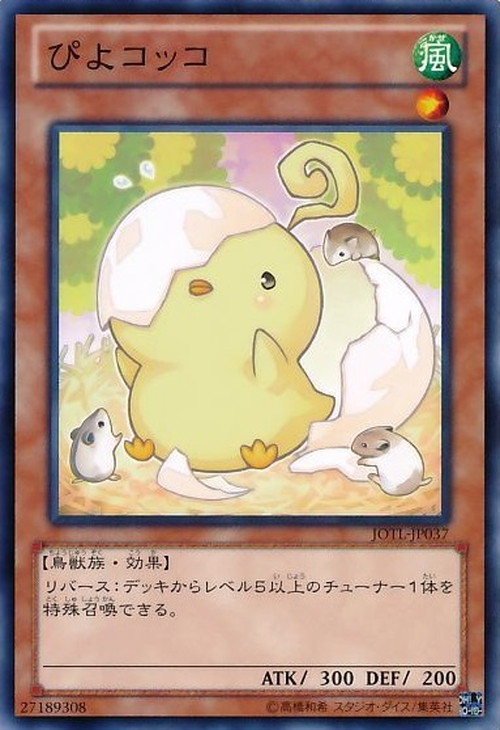 ぴよコッコ
風
JOTL-JP037
【鳥獣族・効果】
リバース:デッキからレベル5以上のチューナー1体を
特殊召喚できる。
ATK/ 300 DEF/ 200
27189308
©高橋和希 スタジオ・ダイス/集英社